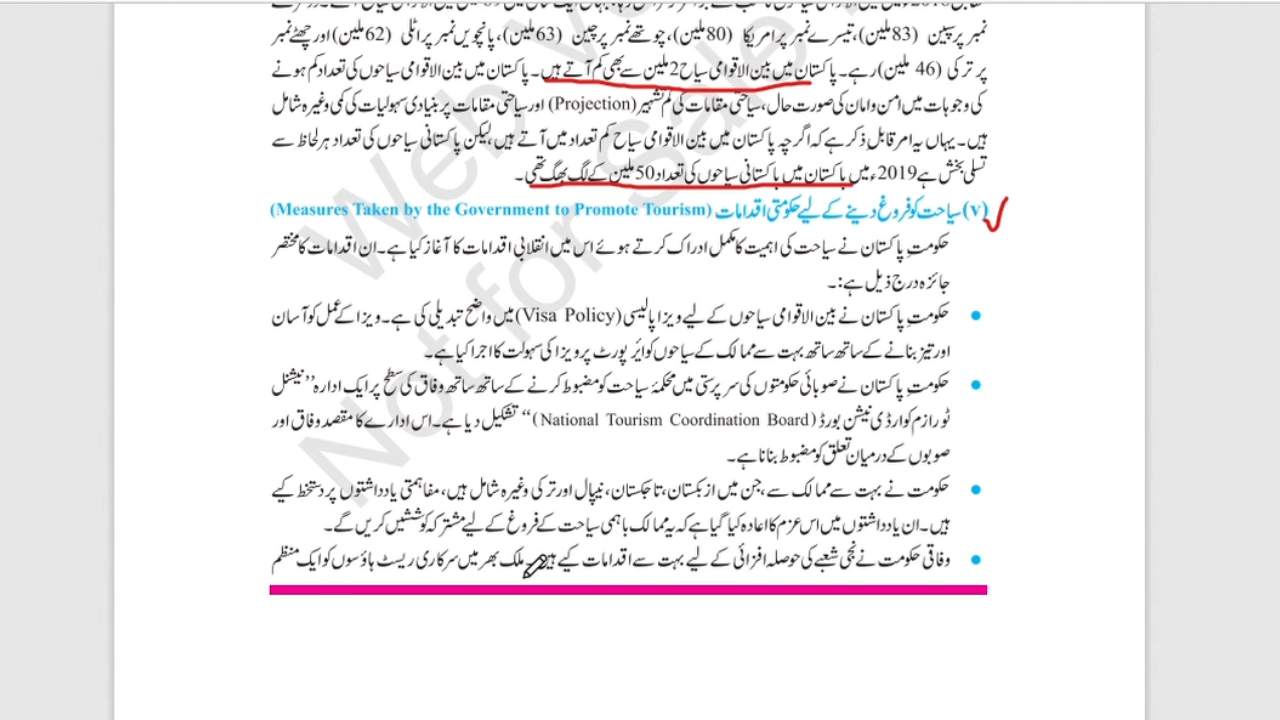 نمبر پر سپین (83 ملین)، تیسرے نمبر پر امریکا (80 ملین)، چوتھے نمبر پر چین (63 ملین)، پانچویں نمبر پر اٹلی (62 ملین) اور چھٹے نمبر
پر ترکی (46 ملین) رہے۔ پاکستان میں بین الاقوامی سیاح 2 ملین سے بھی کم آتے ہیں۔ پاکستان میں بین الاقوامی سیاحوں کی تعداد کم ہونے
کی وجوہات میں امن و امان کی صورت حال، سیاحتی مقامات کی کم تشہیر (Projection) اور سیاحتی مقامات پر بنیادی سہولیات کی کمی وغیرہ شامل
ہیں۔ یہاں یہ امر قابلِ ذکر ہے کہ اگرچہ پاکستان میں بین الاقوامی سیاح کم تعداد میں آتے ہیں، لیکن پاکستانی سیاحوں کی تعداد ہر لحاظ سے
تسلی بخش ہے 2019ء میں پاکستان میں پاکستانی سیاحوں کی تعداد 50 ملین کے لگ بھگ تھی۔
(v) سیاحت کو فروغ دینے کے لیے حکومتی اقدامات (Measures Taken by the Government to Promote Tourism)
حکومتِ پاکستان نے سیاحت کی اہمیت کا مکمل ادراک کرتے ہوئے اس میں انقلابی اقدامات کا آغاز کیا ہے۔ ان اقدامات کا مختصر
جائزہ درج ذیل ہے:۔
• حکومتِ پاکستان نے بین الاقوامی سیاحوں کے لیے ویزا پالیسی (Visa Policy) میں واضح تبدیلی کی ہے۔ ویزا کے عمل کو آسان
اور تیز بنانے کے ساتھ ساتھ بہت سے ممالک کے سیاحوں کو ائر پورٹ پر ویزا کی سہولت کا اجرا کیا ہے۔
• حکومتِ پاکستان نے صوبائی حکومتوں کی سرپرستی میں محکمۂ سیاحت کو مضبوط کرنے کے ساتھ ساتھ وفاق کی سطح پر ایک ادارہ ”نیشنل
ٹورازم کوارڈی نیشن بورڈ (National Tourism Coordination Board)“ تشکیل دیا ہے۔ اس ادارے کا مقصد وفاق اور
صوبوں کے درمیان تعلق کو مضبوط بنانا ہے۔
• حکومت نے بہت سے ممالک سے، جن میں ازبکستان، تاجکستان، نیپال اور ترکی وغیرہ شامل ہیں، مفاہمتی یادداشتوں پر دستخط کیے
ہیں۔ ان یادداشتوں میں اس عزم کا اعادہ کیا گیا ہے کہ یہ ممالک باہمی سیاحت کے فروغ کے لیے مشترکہ کوششیں کریں گے۔
• وفاقی حکومت نے نجی شعبے کی حوصلہ افزائی کے لیے بہت سے اقدامات کیے ہیں۔ ملک بھر میں سرکاری ریسٹ ہاؤسوں کو ایک منظم